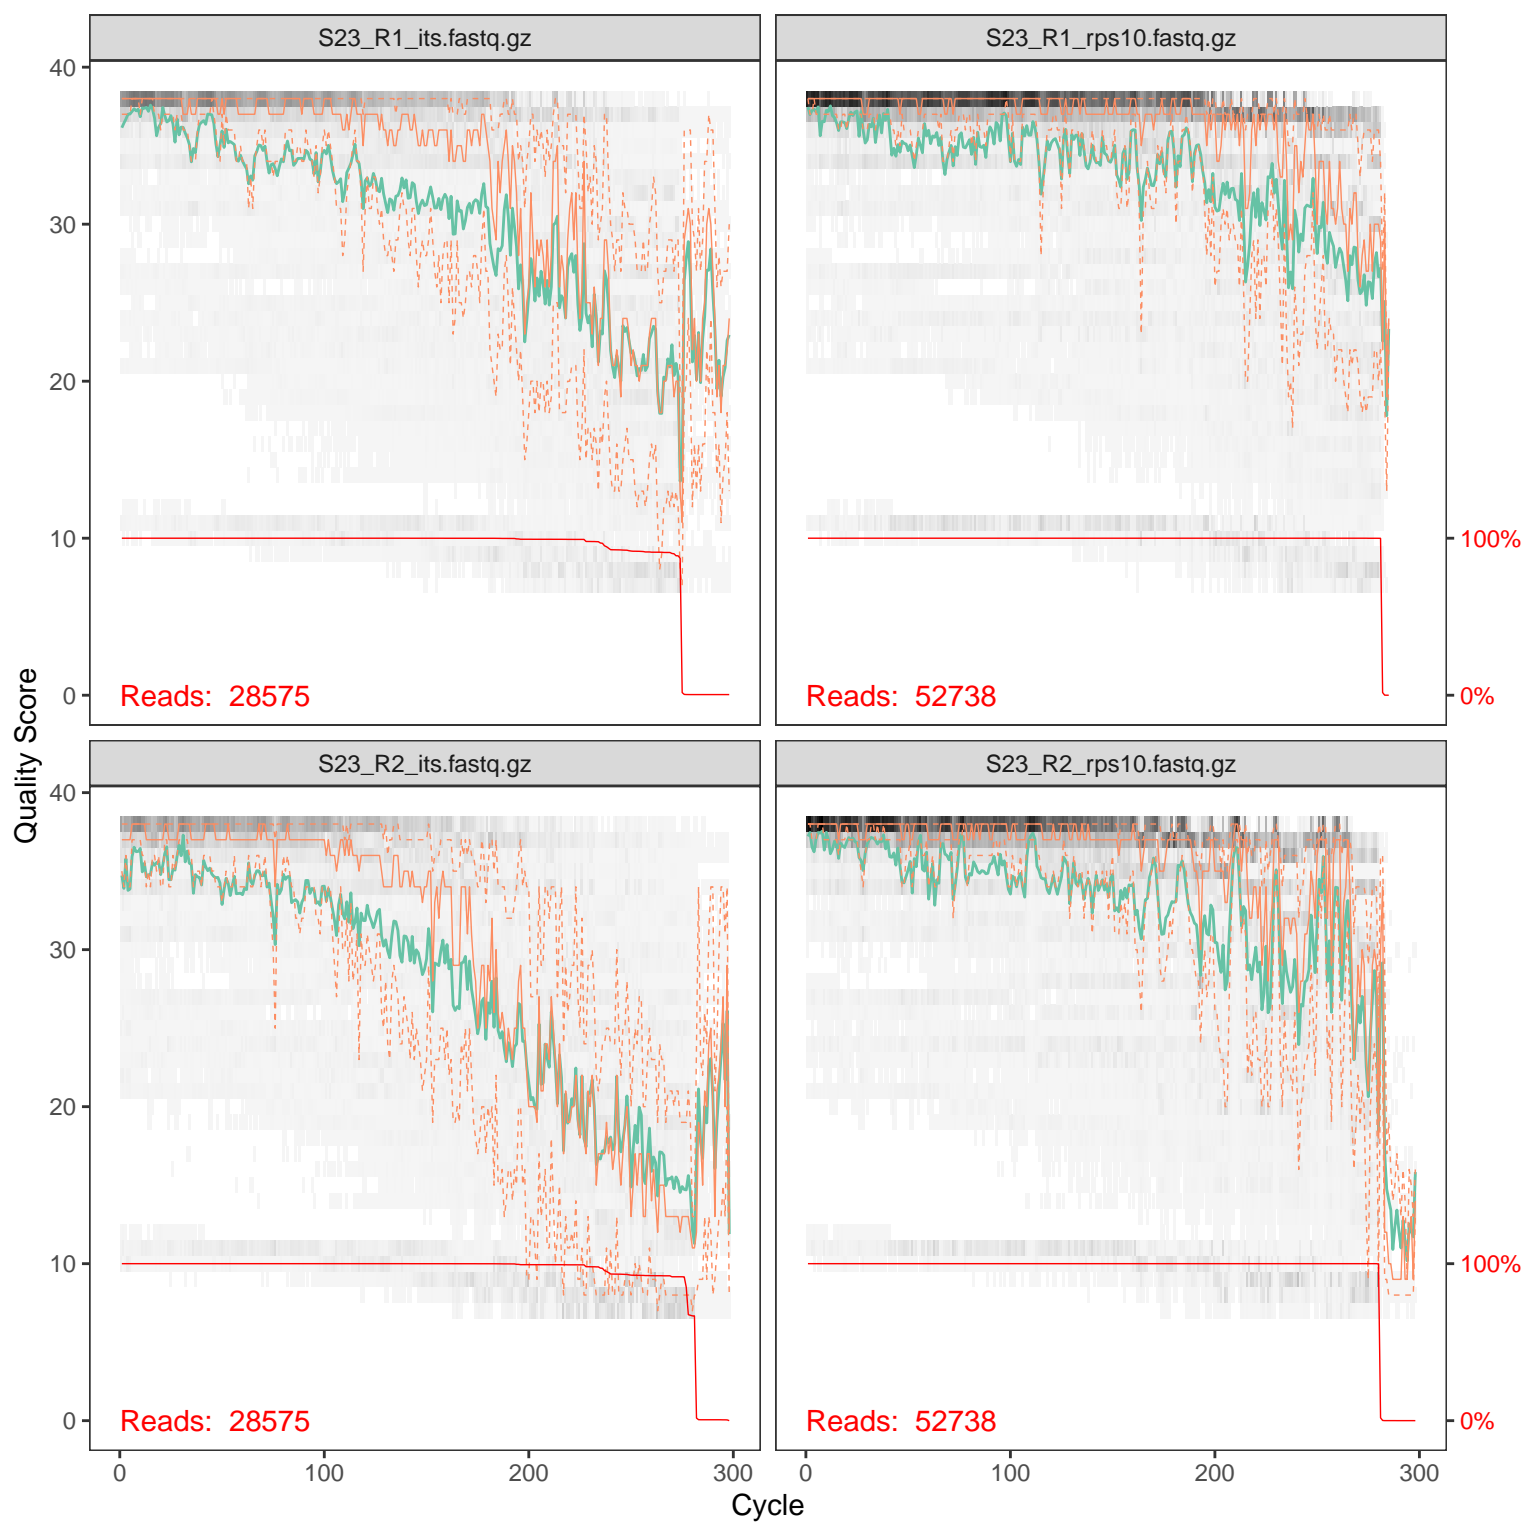 S23_R1_its.fastq.gz
S23_R1_rps10.fastq.gz
40
30
20
10
0
Reads: 28575
Reads: 52738
100%
0%
Quality Score
S23_R2_its.fastq.gz
S23_R2_rps10.fastq.gz
40
30
20
10
0
Reads: 28575
Reads: 52738
100%
0%
0 100 200 300
0 100 200 300
Cycle